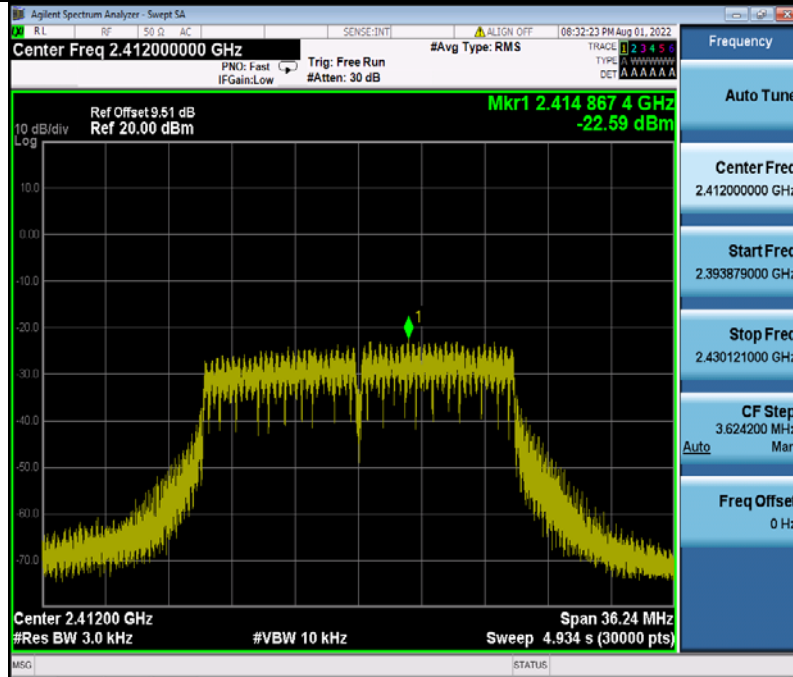 Agilent Spectrum Analyzer - Swept SA
RL RF 50 Ω AC SENSE:INT ALIGN OFF 08:32:23 PM Aug 01, 2022
Center Freq 2.412000000 GHz
PNO: Fast
IFGain:Low
Trig: Free Run
#Atten: 30 dB
#Avg Type: RMS
TRACE 1 2 3 4 5 6
TYPE A WWWWW
DET A A A A A A
Ref Offset 9.51 dB
10 dB/div Ref 20.00 dBm
Log
Mkr1 2.414 867 4 GHz
-22.59 dBm
10.0
0.00
-10.0
-20.0
-30.0
-40.0
-50.0
-60.0
-70.0
1
Center 2.41200 GHz Span 36.24 MHz
#Res BW 3.0 kHz #VBW 10 kHz Sweep 4.934 s (30000 pts)
MSG STATUS
Frequency
Auto Tune
Center Freq
2.412000000 GHz
Start Freq
2.393879000 GHz
Stop Freq
2.430121000 GHz
CF Step
3.624200 MHz
Auto Man
Freq Offset
0 Hz